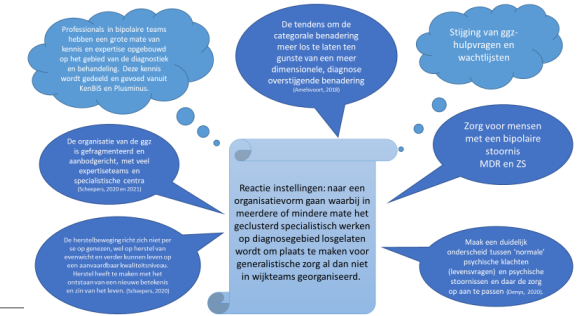 Professionals in bipolaire teams
hebben een grote mate van
kennis en expertise opgebouwd
op het gebied van de diagnostiek
en behandeling. Deze kennis
wordt gedeeld en gevoed vanuit
KenBiS en Plusminus.
De tendens om de
categorale benadering
meer los te laten ten
gunste van een meer
dimensionele, diagnose
overstijgende benadering
(Amelsvoort, 2018)
Stijging van ggz-
hulpvragen en
wachtlijsten
De organisatie van de ggz
is gefragmenteerd en
aanbodgericht, met veel
expertiseteams en
specialistische centra
(Scheepers, 2020 en 2021)
Zorg voor mensen
met een bipolaire
stoornis
MDR en ZS
Reactie instellingen: naar een
organisatievorm gaan waarbij in
meerdere of mindere mate het
geclusterd specialistisch werken
op diagnosegebied losgelaten
wordt om plaats te maken voor
generalistische zorg al dan niet
in wijkteams georganiseerd.
De herstelbeweging richt zich niet per
se op genezen, wel op herstel van
evenwicht en verder kunnen leven op
een aanvaardbaar kwaliteitsniveau.
Herstel heeft te maken met het
ontstaan van een nieuwe betekenis
en zin van het leven. (Scheepers, 2020)
Maak een duidelijk
onderscheid tussen 'normale'
psychische klachten
(levensvragen) en psychische
stoornissen en daar de zorg
op aan te passen (Denys, 2020).